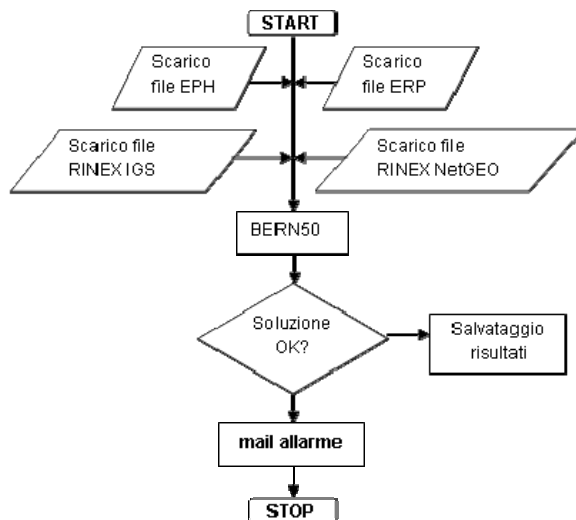 START
Scarico
file EPH
Scarico
file ERP
Scarico file
RINEX IGS
Scarico file
RINEX NetGEO
BERN50
Soluzione
OK?
Salvataggio
risultati
mail allarme
STOP